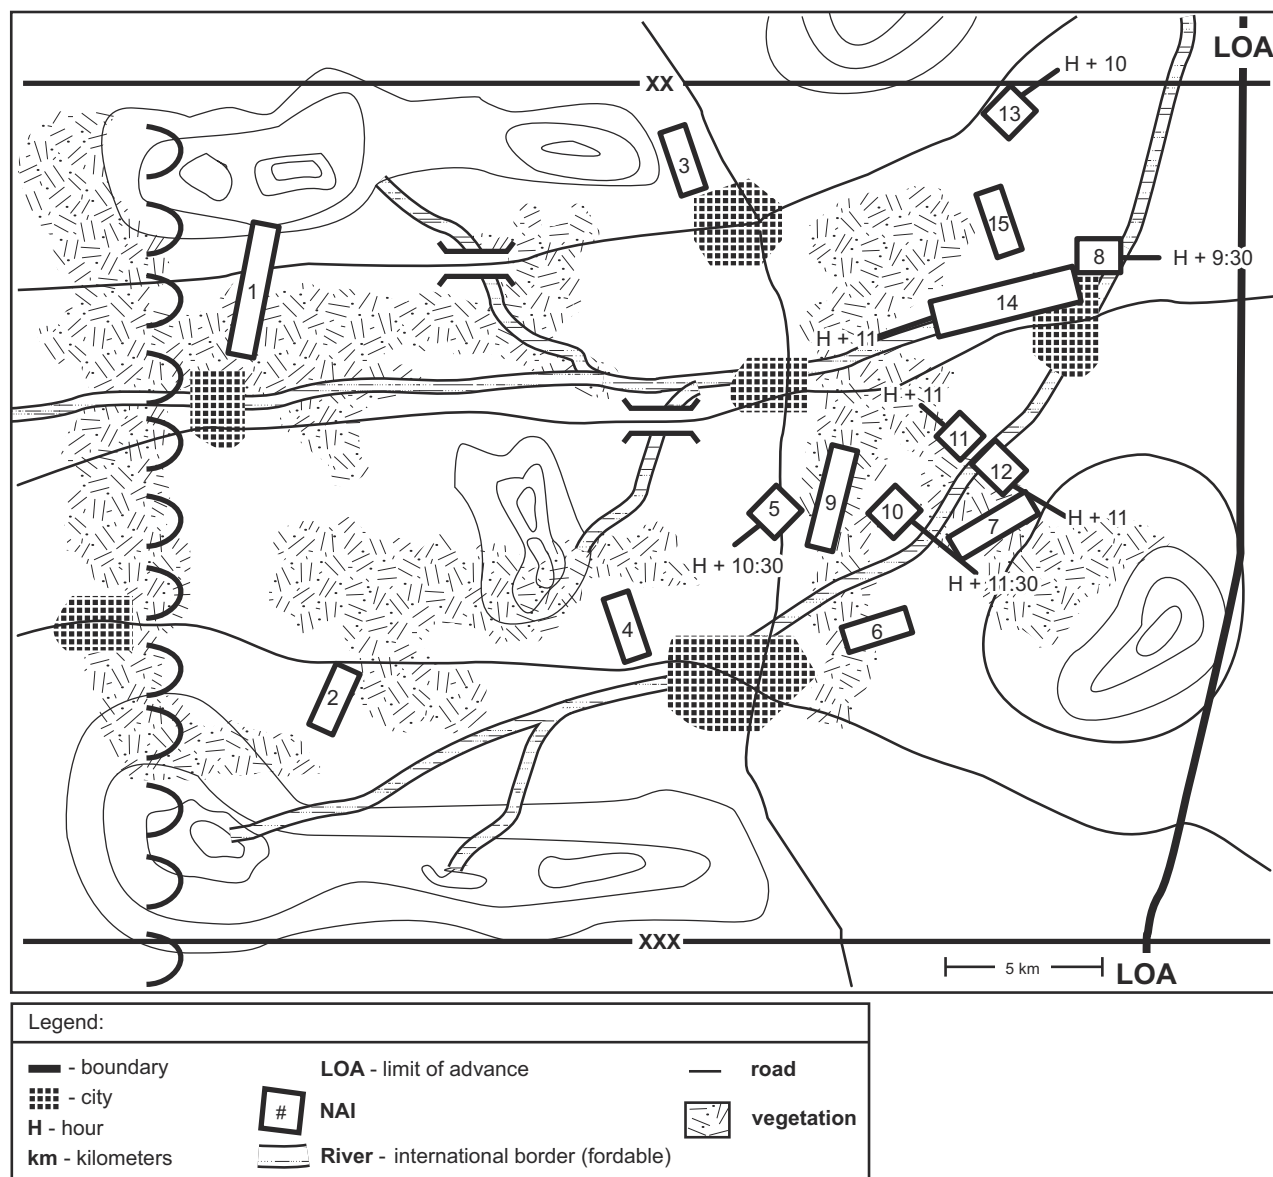 LOA
XX
H + 10
13
3
15
8
H + 9:30
1
14
H + 11
H + 11
11
12
9
5
10
7
H + 11
H + 10:30
H + 11:30
4
6
2
XXX
5 km
LOA
Legend:
- boundary
LOA - limit of advance
road
- city
# NAI
vegetation
H - hour
km - kilometers
River - international border (fordable)